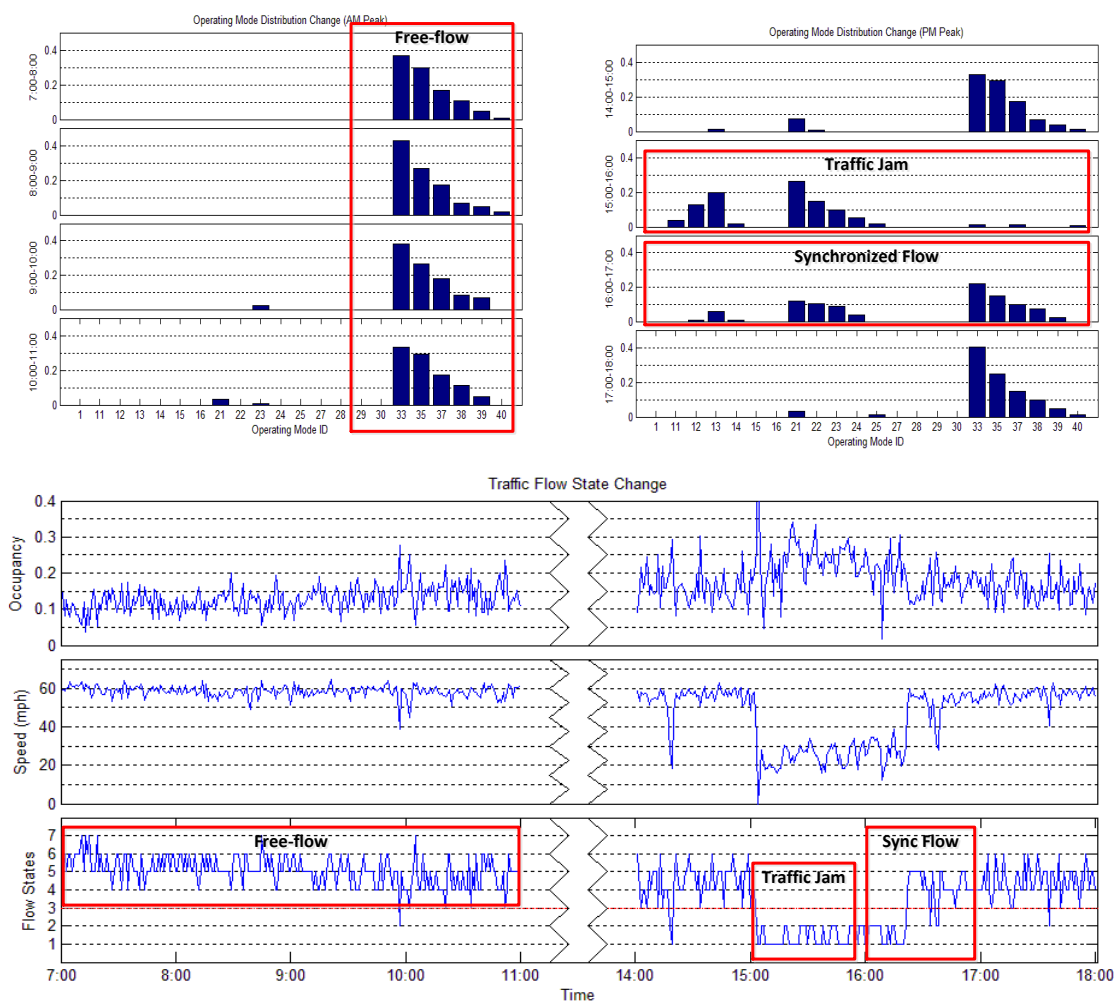 Operating Mode Distribution Change (AM Peak)
Free-flow
0.4
0.2
0
7:00-8:00
0.4
0.2
0
8:00-9:00
0.4
0.2
0
9:00-10:00
0.4
0.2
0
10:00-11:00
1 11 12 13 14 15 16 21 23 24 25 27 28 29 30 33 35 37 38 39 40
Operating Mode ID
Operating Mode Distribution Change (PM Peak)
0.4
0.2
0
14:00-15:00
Traffic Jam
0.4
0.2
0
15:00-16:00
Synchronized Flow
0.4
0.2
0
16:00-17:00
0.4
0.2
0
17:00-18:00
1 11 12 13 14 15 16 21 22 23 24 25 27 28 29 30 33 35 37 38 39 40
Operating Mode ID
Traffic Flow State Change
0.4
0.3
0.2
0.1
0
Occupancy
60
40
20
0
Speed (mph)
7
6
5
4
3
2
1
Flow States
Free-flow
Traffic Jam
Sync Flow
7:00 8:00 9:00 10:00 11:00 14:00 15:00 16:00 17:00 18:00
Time